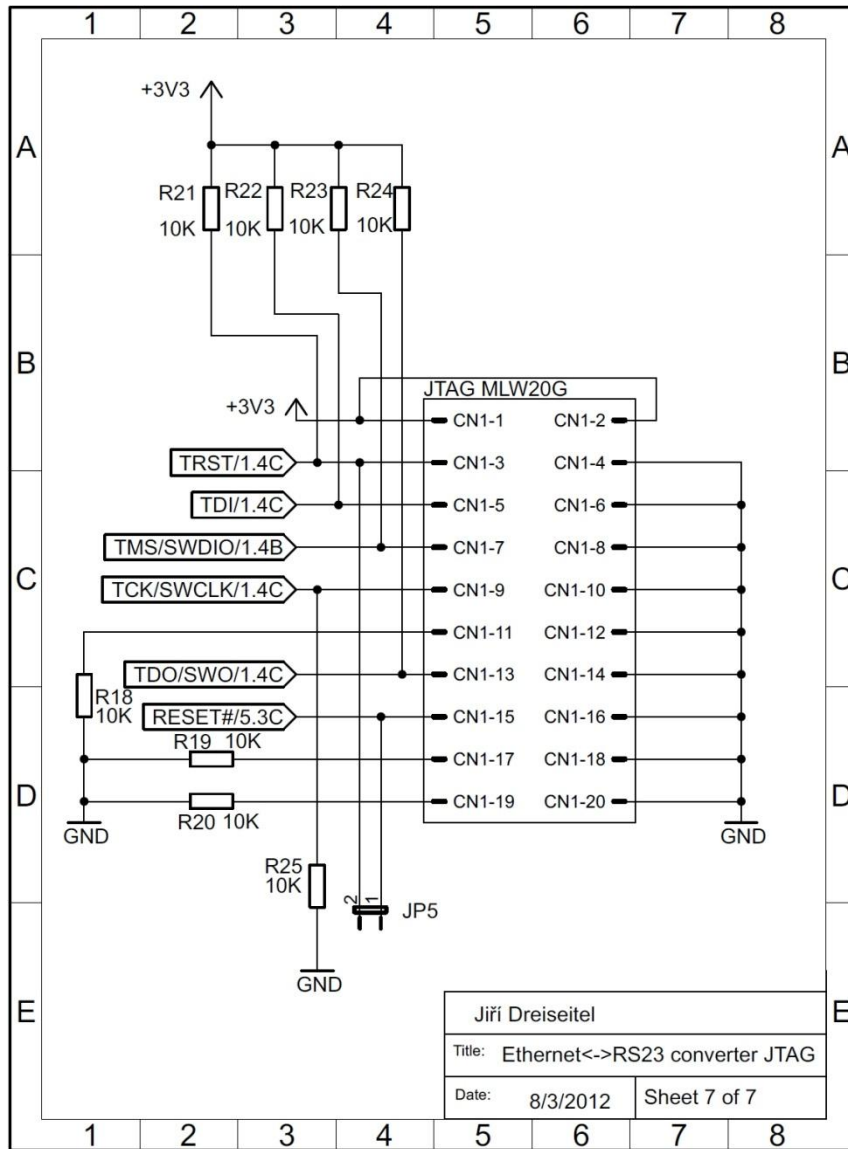 1 2 3 4 5 6 7 8
+3V3
A A
R21 R22 R23 R24
10K 10K 10K 10K
B B
JTAG MLW20G
+3V3
CN1-1 CN1-2
TRST/1.4C CN1-3 CN1-4
TDI/1.4C CN1-5 CN1-6
TMS/SWDIO/1.4B CN1-7 CN1-8
C C
TCK/SWCLK/1.4C CN1-9 CN1-10
CN1-11 CN1-12
TDO/SWO/1.4C CN1-13 CN1-14
R18
10K
RESET#/5.3C CN1-15 CN1-16
R19 10K
CN1-17 CN1-18
D D
CN1-19 CN1-20
R20 10K
GND GND
R25
10K
2 1
JP5
GND
E E
Jiří Dreiseitel
Title: Ethernet<->RS23 converter JTAG
Date: 8/3/2012 Sheet 7 of 7
1 2 3 4 5 6 7 8